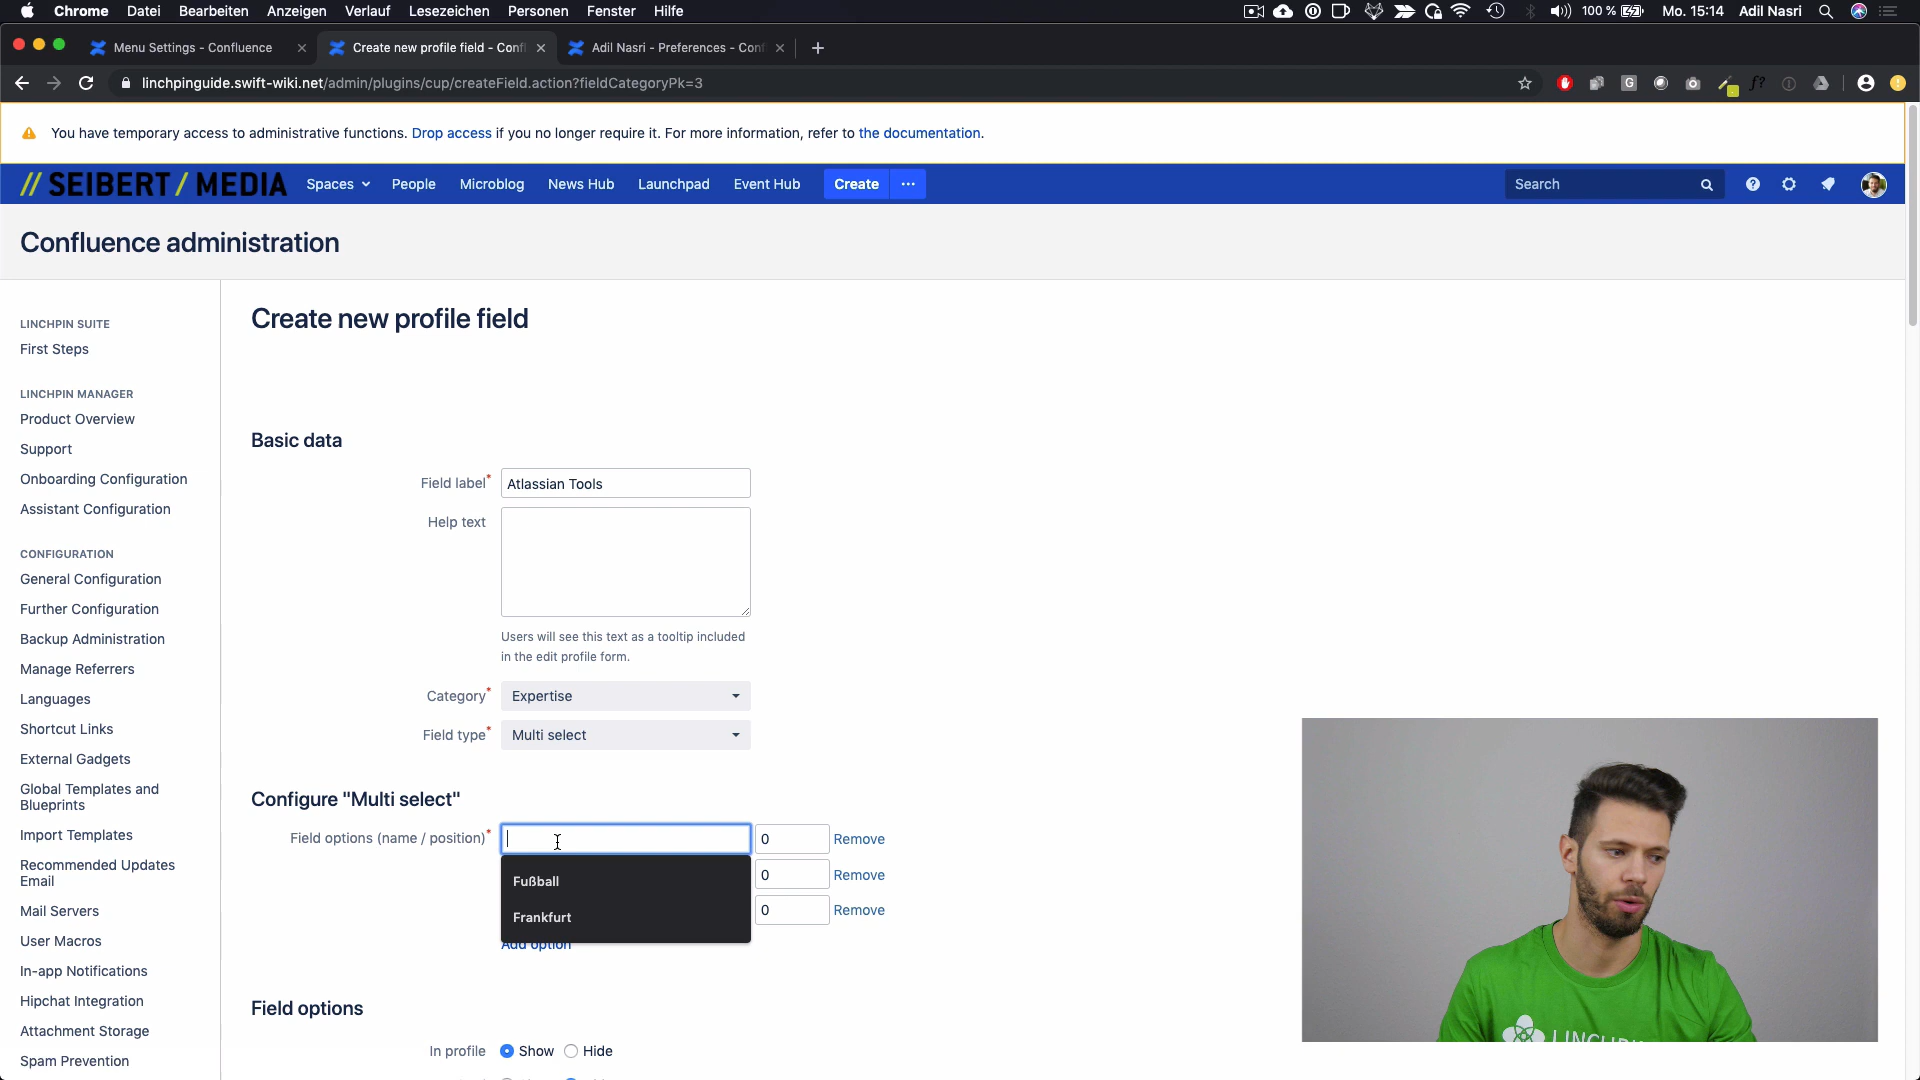 Chrome Datei Bearbeiten Anzeigen Verlauf Lesezeichen Personen Fenster Hilfe 100 % Mo. 15:14 Adil Nasri
Menu Settings - Confluence Create new profile field - Conf Adil Nasri - Preferences - Conf
linchpinguide.swift-wiki.net/admin/plugins/cup/createField.action?fieldCategoryPk=3
You have temporary access to administrative functions. Drop access if you no longer require it. For more information, refer to the documentation.
// SEIBERT / MEDIA Spaces People Microblog News Hub Launchpad Event Hub Create ··· Search
Confluence administration
LINCHPIN SUITE
First Steps
LINCHPIN MANAGER
Product Overview
Support
Onboarding Configuration
Assistant Configuration
CONFIGURATION
General Configuration
Further Configuration
Backup Administration
Manage Referrers
Languages
Shortcut Links
External Gadgets
Global Templates and
Blueprints
Import Templates
Recommended Updates
Email
Mail Servers
User Macros
In-app Notifications
Hipchat Integration
Attachment Storage
Spam Prevention
Create new profile field
Basic data
Field label* Atlassian Tools
Help text
Users will see this text as a tooltip included
in the edit profile form.
Category* Expertise
Field type* Multi select
Configure "Multi select"
Field options (name / position)* 0 Remove
Fußball 0 Remove
Frankfurt 0 Remove
Add option
Field options
In profile Show Hide